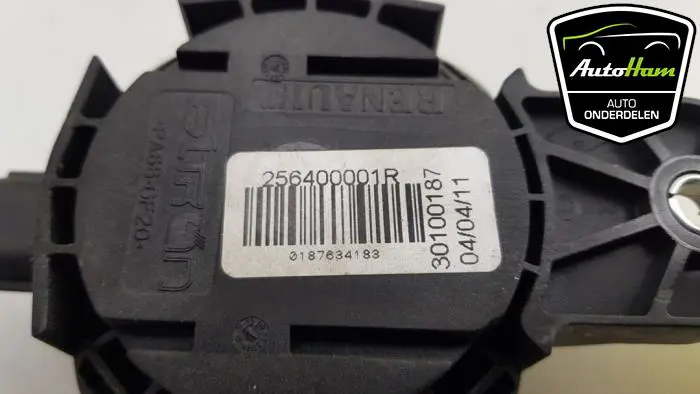 AutoHam
AUTO
ONDERDELEN
RENAULT
>PA66-GF20<
256400001R
0187634183
30100187
04/04/11